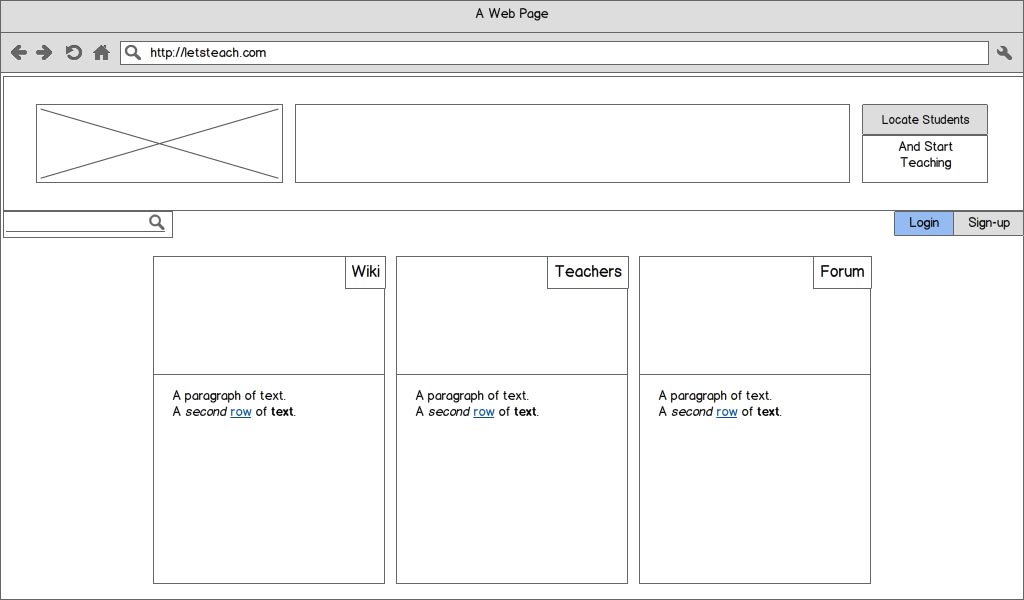 A Web Page
http://letsteach.com
Locate Students
And Start
Teaching
Login
Sign-up
Wiki
Teachers
Forum
A paragraph of text.
A second row of text.
A paragraph of text.
A second row of text.
A paragraph of text.
A second row of text.